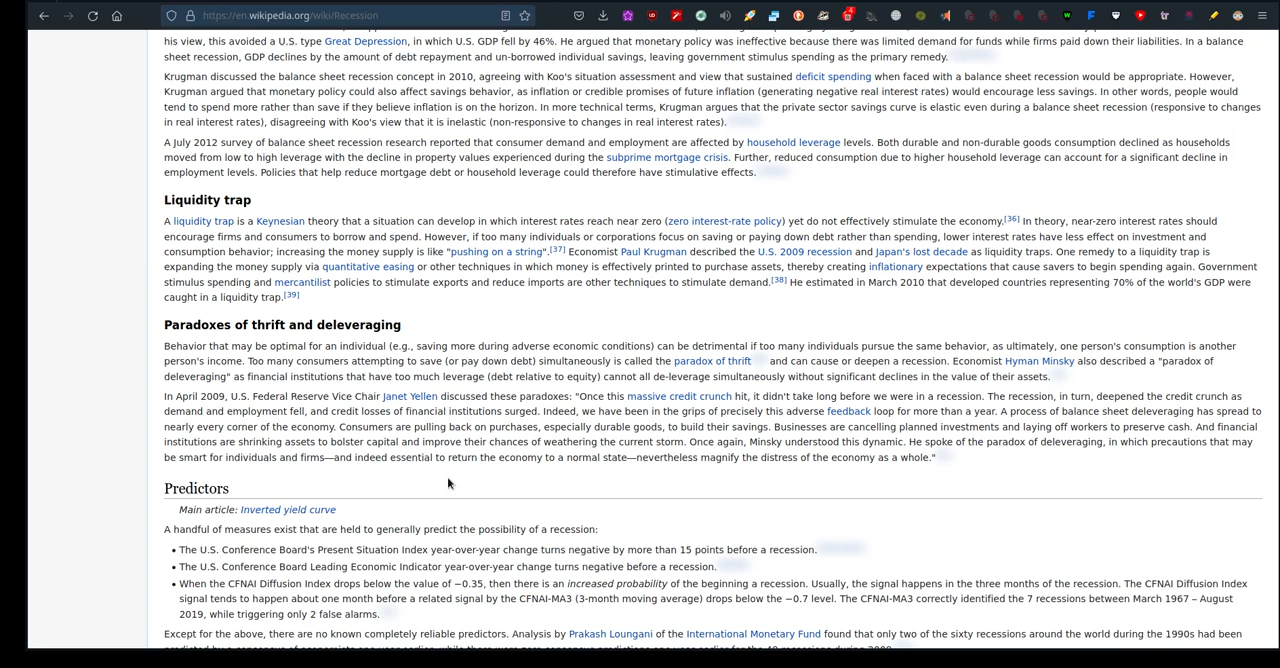 https://en.wikipedia.org/wiki/Recession
his view, this avoided a U.S. type Great Depression, in which U.S. GDP fell by 46%. He argued that monetary policy was ineffective because there was limited demand for funds while firms paid down their liabilities. In a balance
sheet recession, GDP declines by the amount of debt repayment and un-borrowed individual savings, leaving government stimulus spending as the primary remedy.
Krugman discussed the balance sheet recession concept in 2010, agreeing with Koo's situation assessment and view that sustained deficit spending when faced with a balance sheet recession would be appropriate. However,
Krugman argued that monetary policy could also affect savings behavior, as inflation or credible promises of future inflation (generating negative real interest rates) would encourage less savings. In other words, people would
tend to spend more rather than save if they believe inflation is on the horizon. In more technical terms, Krugman argues that the private sector savings curve is elastic even during a balance sheet recession (responsive to changes
in real interest rates), disagreeing with Koo's view that it is inelastic (non-responsive to changes in real interest rates).
A July 2012 survey of balance sheet recession research reported that consumer demand and employment are affected by household leverage levels. Both durable and non-durable goods consumption declined as households
moved from low to high leverage with the decline in property values experienced during the subprime mortgage crisis. Further, reduced consumption due to higher household leverage can account for a significant decline in
employment levels. Policies that help reduce mortgage debt or household leverage could therefore have stimulative effects.
Liquidity trap
A liquidity trap is a Keynesian theory that a situation can develop in which interest rates reach near zero (zero interest-rate policy) yet do not effectively stimulate the economy.[36] In theory, near-zero interest rates should
encourage firms and consumers to borrow and spend. However, if too many individuals or corporations focus on saving or paying down debt rather than spending, lower interest rates have less effect on investment and
consumption behavior; increasing the money supply is like "pushing on a string".[37] Economist Paul Krugman described the U.S. 2009 recession and Japan's lost decade as liquidity traps. One remedy to a liquidity trap is
expanding the money supply via quantitative easing or other techniques in which money is effectively printed to purchase assets, thereby creating inflationary expectations that cause savers to begin spending again. Government
stimulus spending and mercantilist policies to stimulate exports and reduce imports are other techniques to stimulate demand.[38] He estimated in March 2010 that developed countries representing 70% of the world's GDP were
caught in a liquidity trap.[39]
Paradoxes of thrift and deleveraging
Behavior that may be optimal for an individual (e.g., saving more during adverse economic conditions) can be detrimental if too many individuals pursue the same behavior, as ultimately, one person's consumption is another
person's income. Too many consumers attempting to save (or pay down debt) simultaneously is called the paradox of thrift and can cause or deepen a recession. Economist Hyman Minsky also described a "paradox of
deleveraging" as financial institutions that have too much leverage (debt relative to equity) cannot all de-leverage simultaneously without significant declines in the value of their assets.
In April 2009, U.S. Federal Reserve Vice Chair Janet Yellen discussed these paradoxes: "Once this massive credit crunch hit, it didn't take long before we were in a recession. The recession, in turn, deepened the credit crunch as
demand and employment fell, and credit losses of financial institutions surged. Indeed, we have been in the grips of precisely this adverse feedback loop for more than a year. A process of balance sheet deleveraging has spread to
nearly every corner of the economy. Consumers are pulling back on purchases, especially durable goods, to build their savings. Businesses are cancelling planned investments and laying off workers to preserve cash. And financial
institutions are shrinking assets to bolster capital and improve their chances of weathering the current storm. Once again, Minsky understood this dynamic. He spoke of the paradox of deleveraging, in which precautions that may
be smart for individuals and firms—and indeed essential to return the economy to a normal state—nevertheless magnify the distress of the economy as a whole."
Predictors
Main article: Inverted yield curve
A handful of measures exist that are held to generally predict the possibility of a recession:
• The U.S. Conference Board's Present Situation Index year-over-year change turns negative by more than 15 points before a recession.
• The U.S. Conference Board Leading Economic Indicator year-over-year change turns negative before a recession.
• When the CFNAI Diffusion Index drops below the value of −0.35, then there is an increased probability of the beginning a recession. Usually, the signal happens in the three months of the recession. The CFNAI Diffusion Index
signal tends to happen about one month before a related signal by the CFNAI-MA3 (3-month moving average) drops below the −0.7 level. The CFNAI-MA3 correctly identified the 7 recessions between March 1967 – August
2019, while triggering only 2 false alarms.
Except for the above, there are no known completely reliable predictors. Analysis by Prakash Loungani of the International Monetary Fund found that only two of the sixty recessions around the world during the 1990s had been